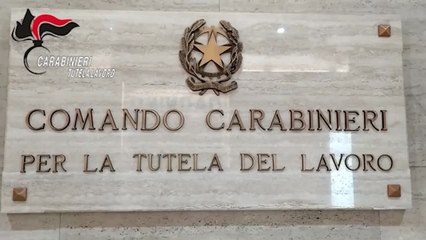 CARABINIERI
TUTELA LAVORO
COMANDO CARABINIERI
PER LA TUTELA DEL LAVORO